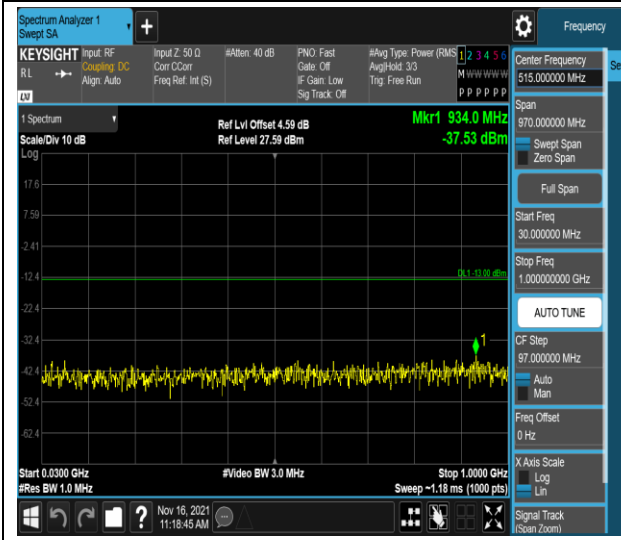 Spectrum Analyzer 1
Swept SA
+
Frequency
KEYSIGHT
RL
LXI
Input: RF
Coupling: DC
Align: Auto
Input Z: 50 Ω
Corr CCorr
Freq Ref: Int (S)
#Atten: 40 dB
PNO: Fast
Gate: Off
IF Gain: Low
Sig Track: Off
#Avg Type: Power (RMS
Avg|Hold: 3/3
Trig: Free Run
1 2 3 4 5 6
M W W W W W
P P P P P P
1 Spectrum
Scale/Div 10 dB
Log
Ref Lvl Offset 4.59 dB
Ref Level 27.59 dBm
Mkr1 934.0 MHz
-37.53 dBm
17.6
7.59
-2.41
-12.4
DL1 -13.00 dBm
-22.4
-32.4
1
-42.4
-52.4
-62.4
Start 0.0300 GHz
#Res BW 1.0 MHz
#Video BW 3.0 MHz
Stop 1.0000 GHz
Sweep ~1.18 ms (1000 pts)
?
Nov 16, 2021
11:18:45 AM
Center Frequency
515.000000 MHz
Se
Span
970.000000 MHz
Swept Span
Zero Span
Full Span
Start Freq
30.000000 MHz
Stop Freq
1.000000000 GHz
AUTO TUNE
CF Step
97.000000 MHz
Auto
Man
Freq Offset
0 Hz
X Axis Scale
Log
Lin
Signal Track
(Span Zoom)